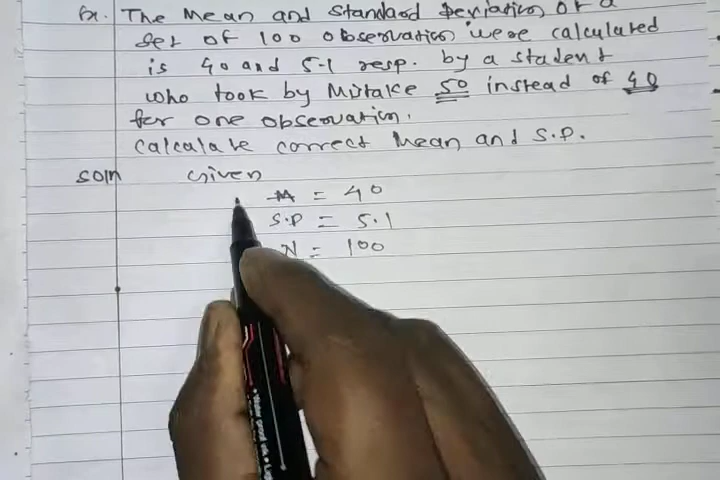 Ex. The Mean and Standard Deviation of a
Set of 100 observation were calculated
is 40 and 5.1 resp. by a student
who took by Mistake 50 instead of 40
for one observation.
calculate correct Mean and S.D.
soln Given
M = 40
S.D = 5.1
N = 100